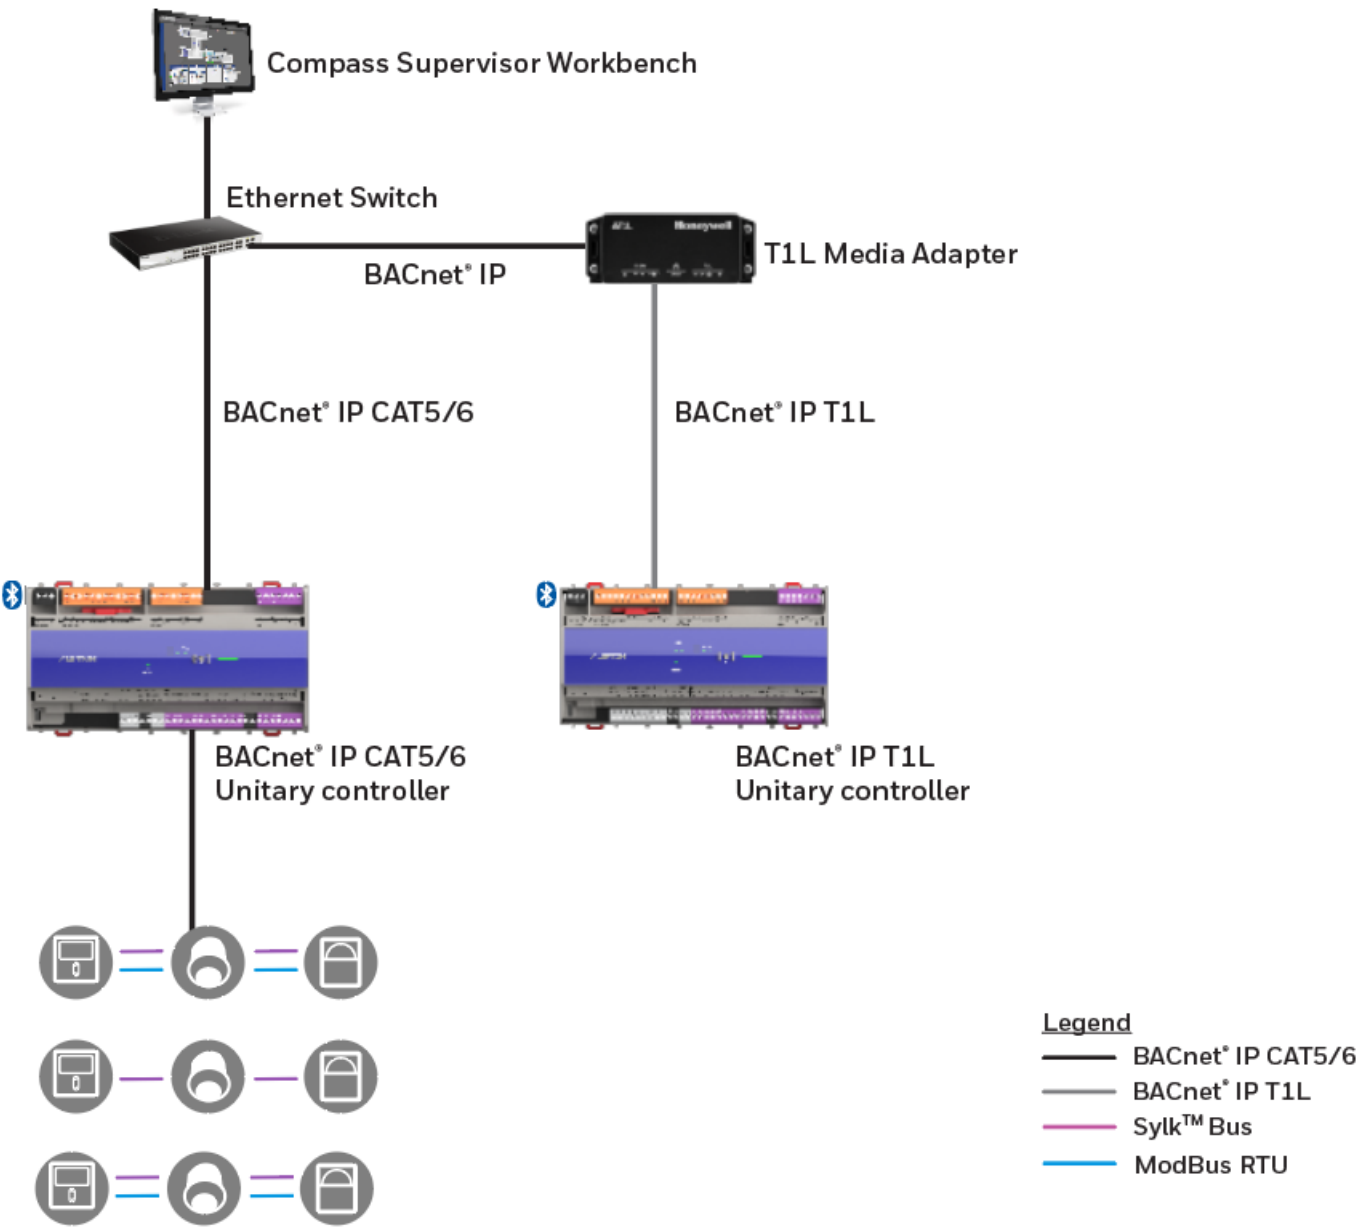 Compass Supervisor Workbench
Ethernet Switch
Honeywell
T1L Media Adapter
BACnet® IP
BACnet® IP CAT5/6
BACnet® IP T1L
BACnet® IP CAT5/6
Unitary controller
BACnet® IP T1L
Unitary controller
Legend
BACnet® IP CAT5/6
BACnet® IP T1L
Sylk™ Bus
ModBus RTU